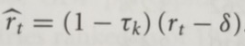 r̂_t = (1 − τ_k) (r_t − δ)